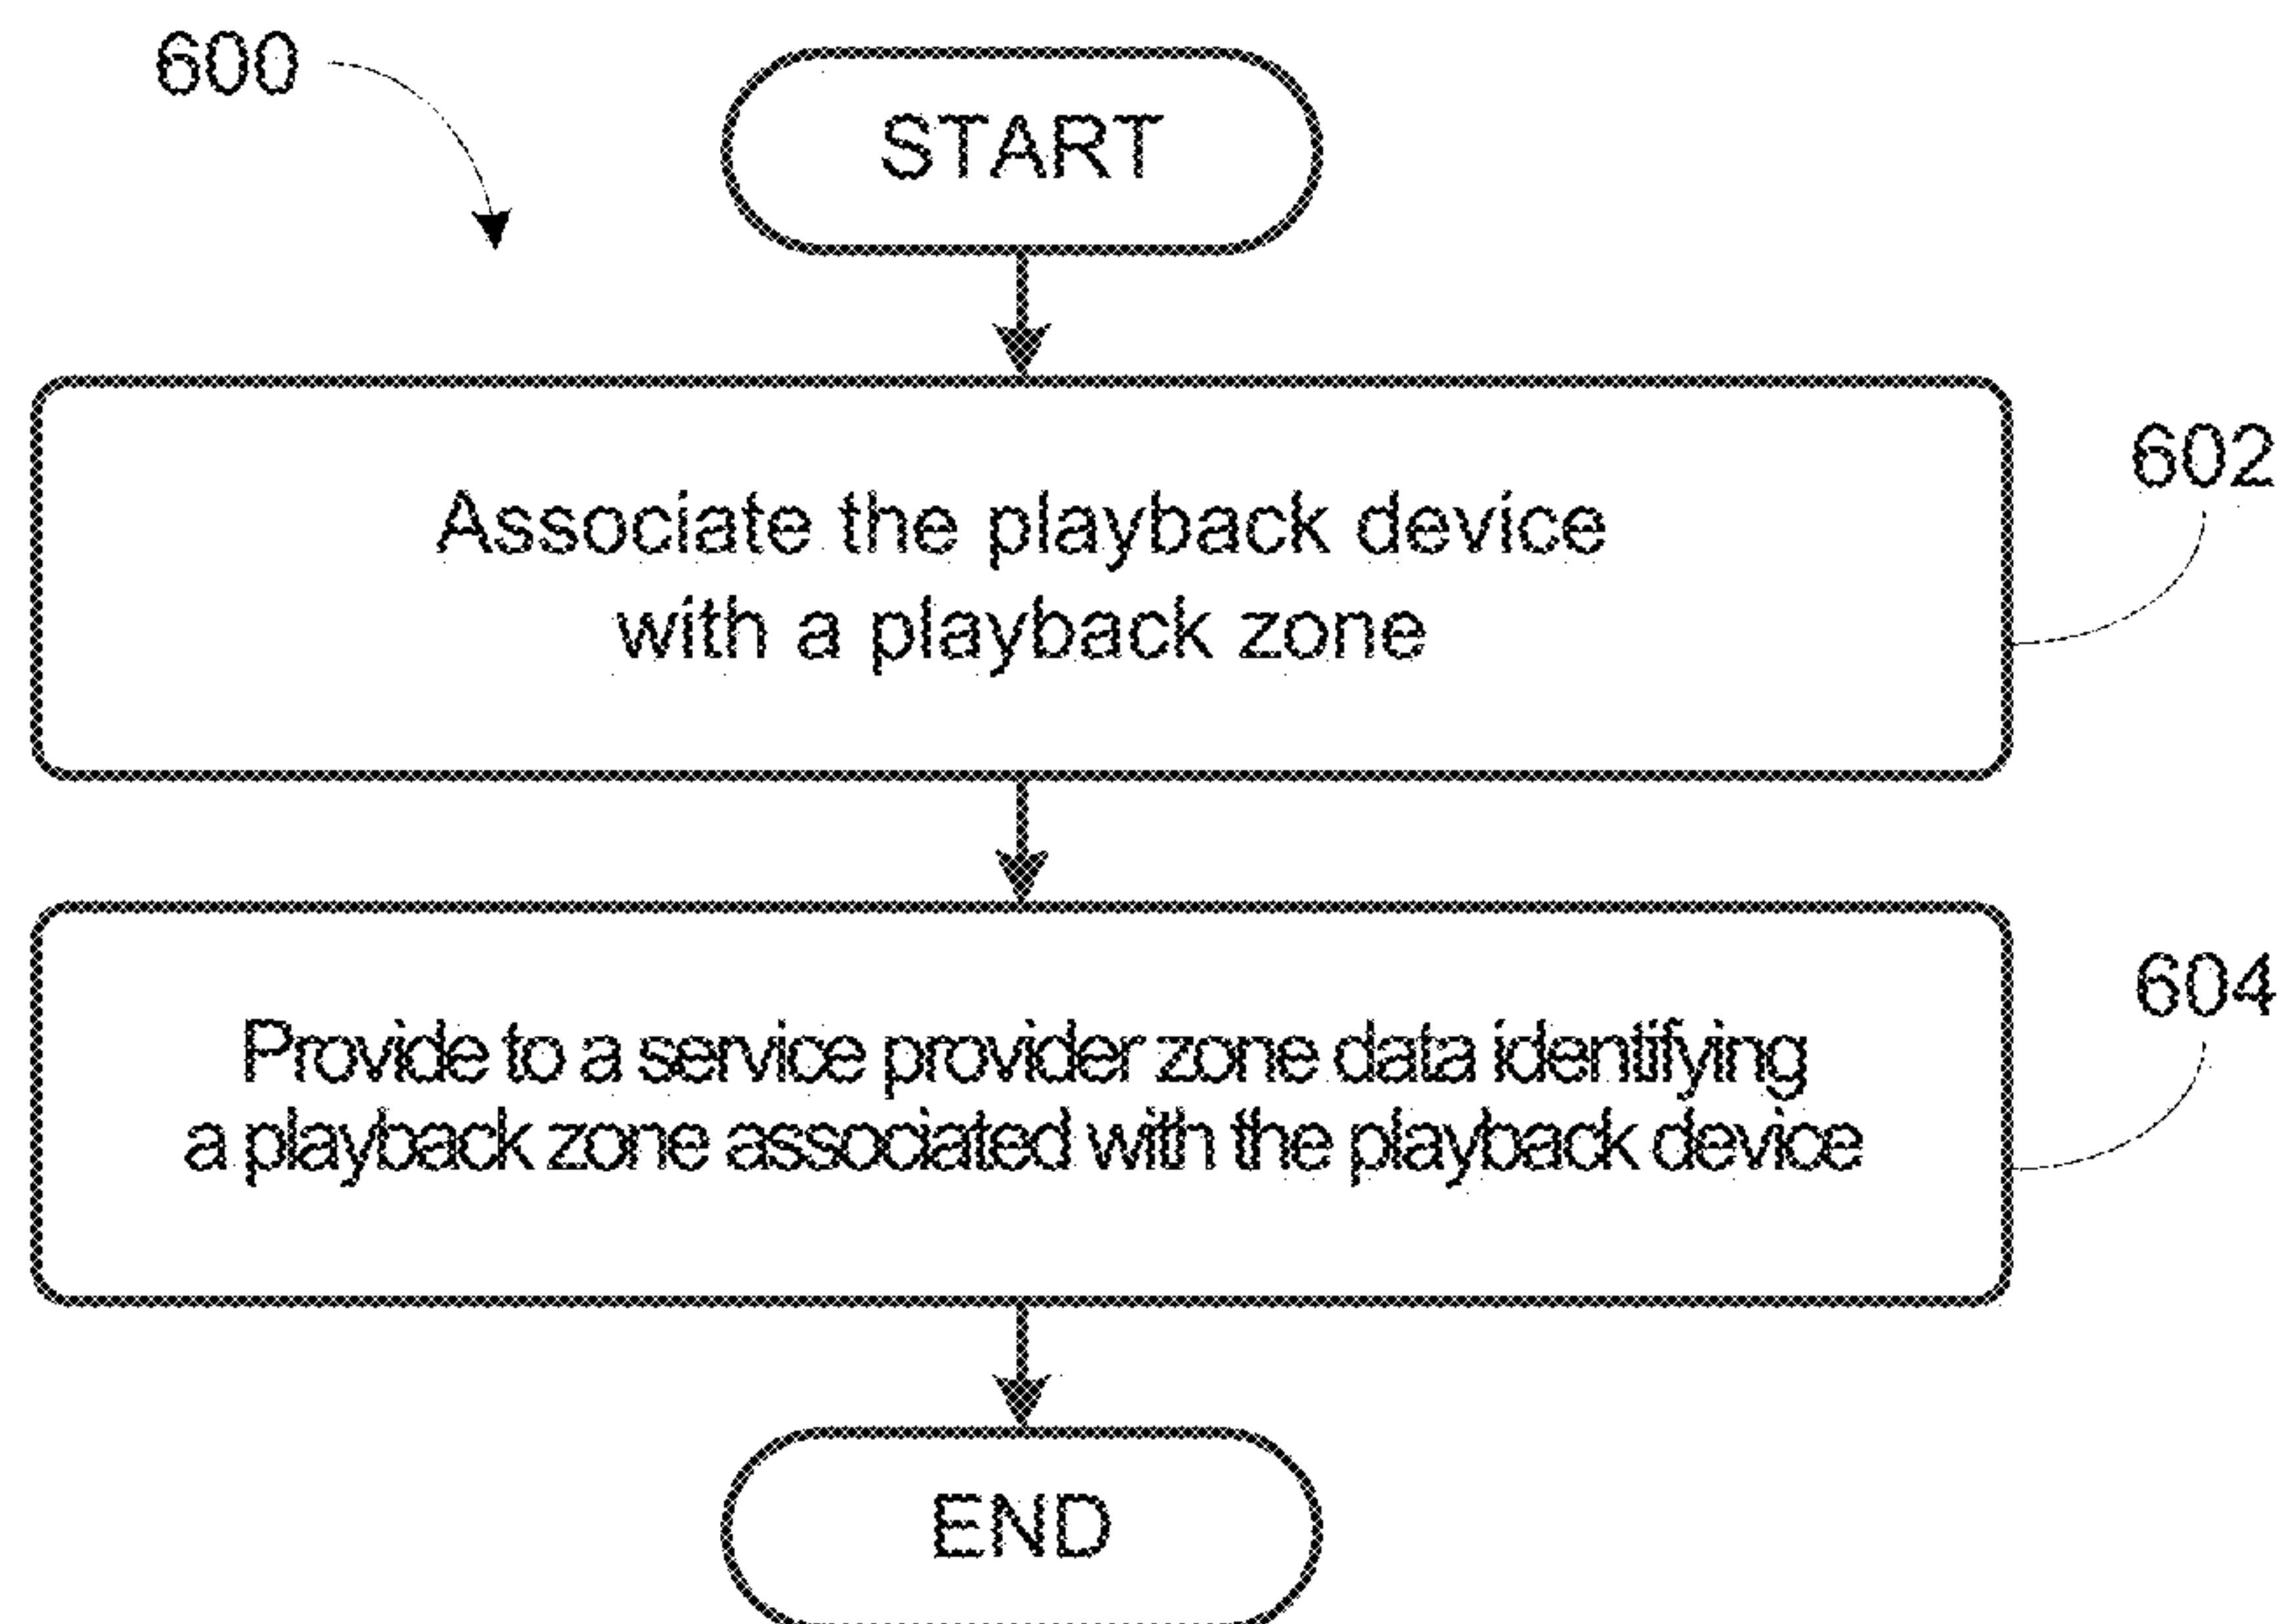 600
START
Associate the playback device
with a playback zone
602
Provide to a service provider zone data identifying
a playback zone associated with the playback device
604
END